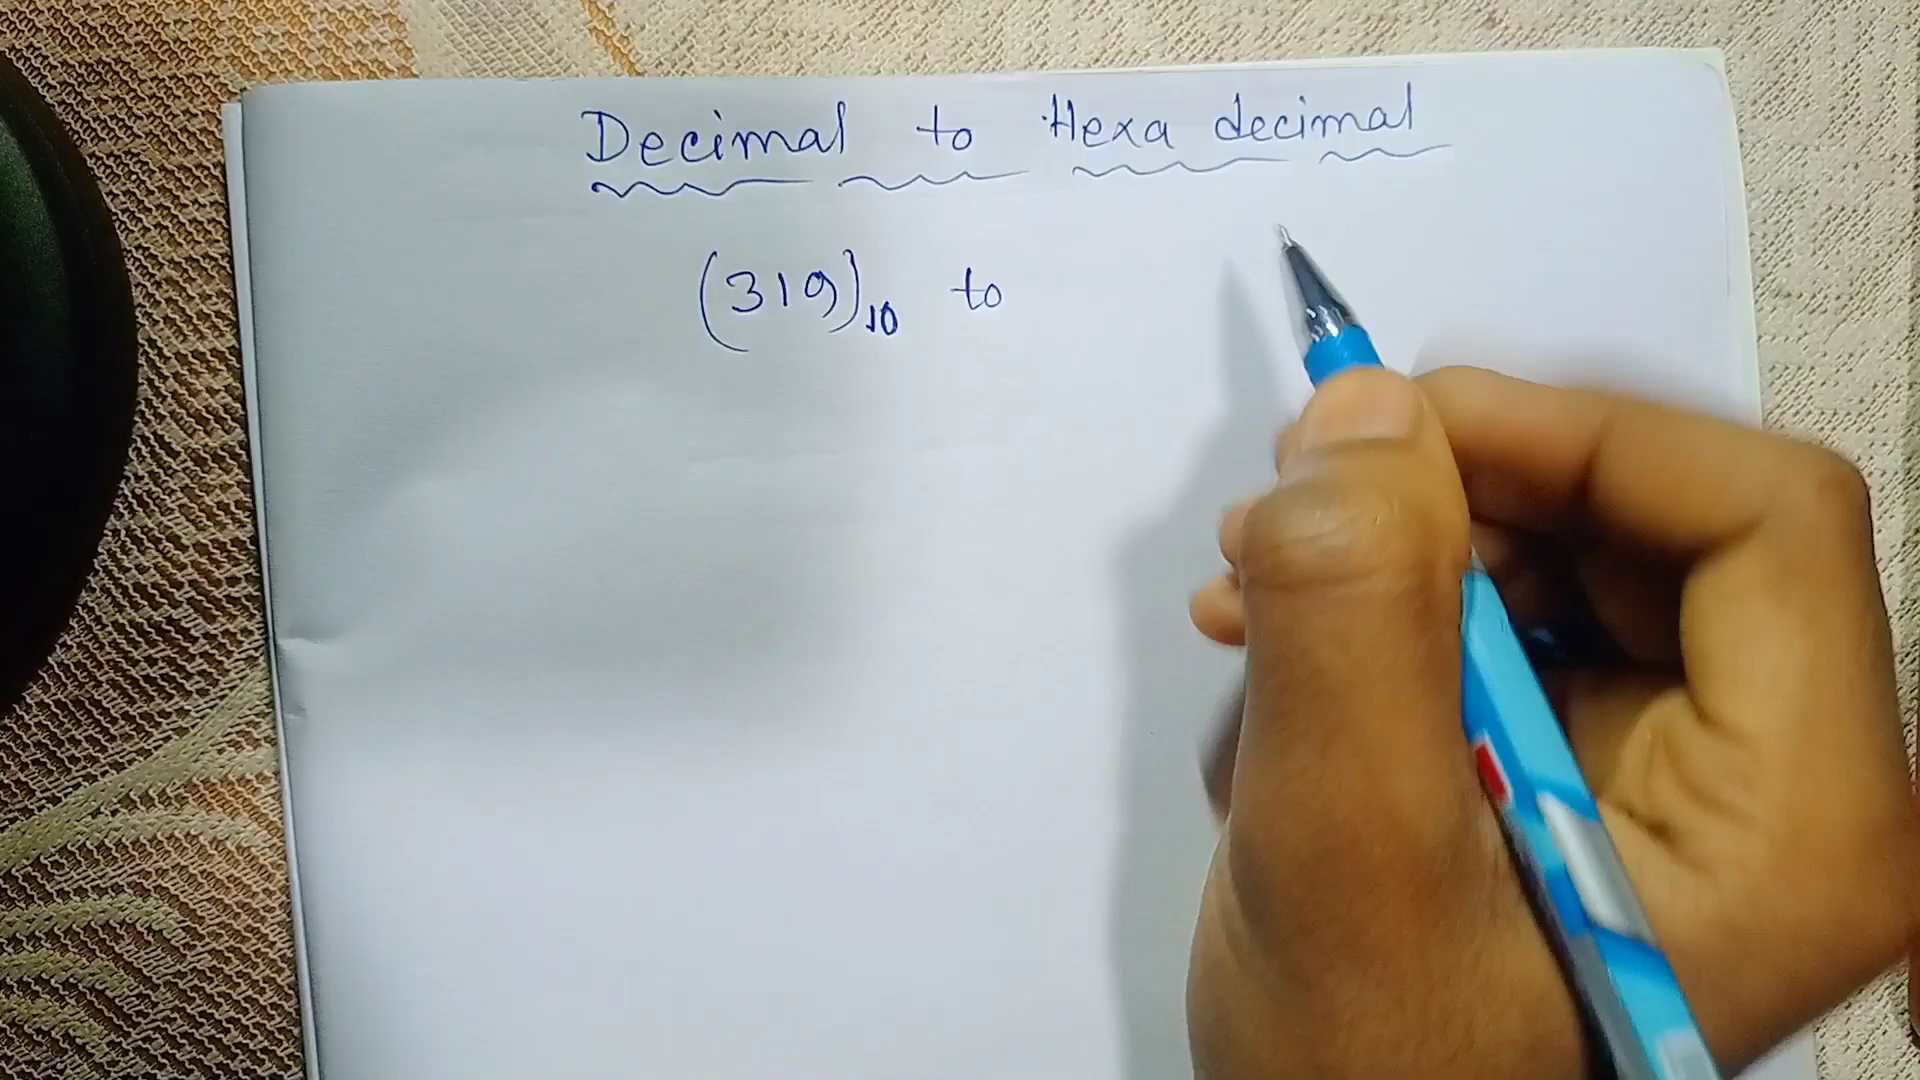 Decimal to Hexa decimal
(319)₁₀ to